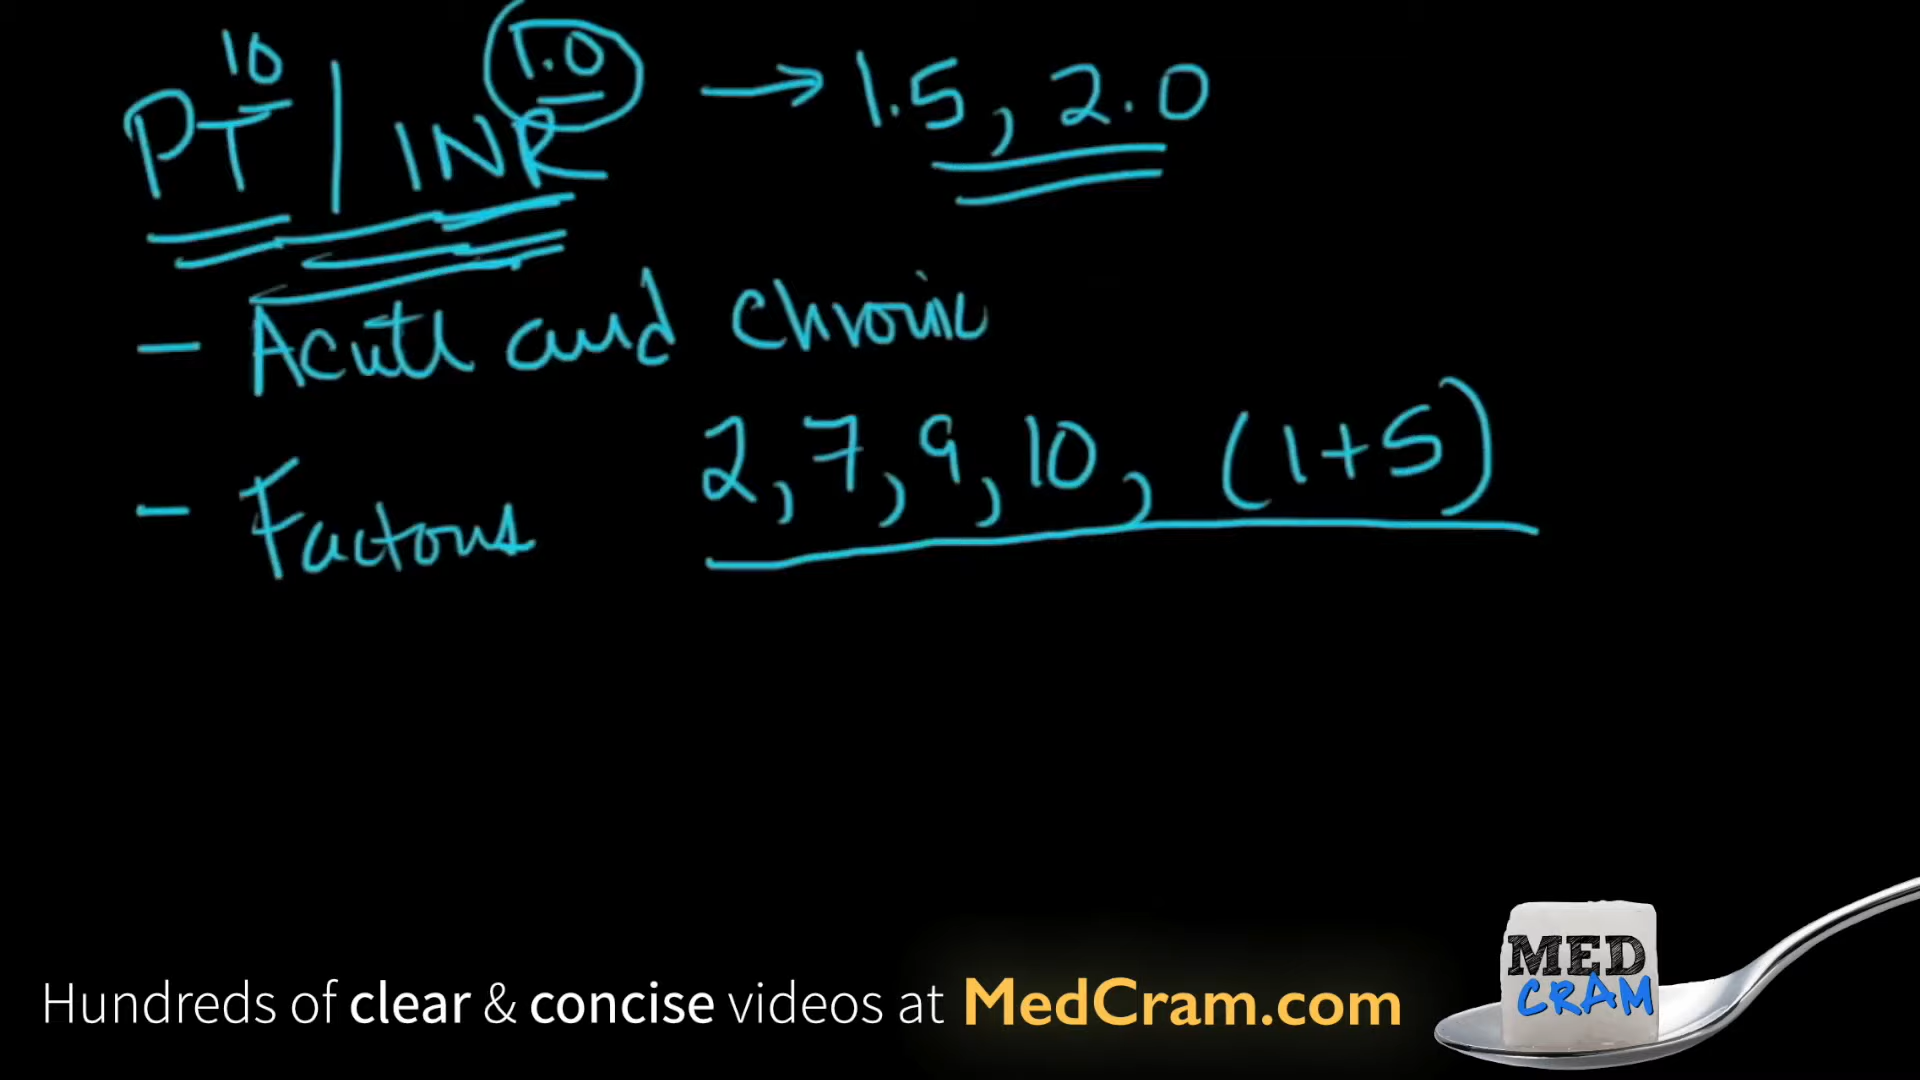 10 1.0
PT / INR → 1.5, 2.0
- Acute and chronic
2, 7, 9, 10, (1+5)
- Factors
MED
CRAM
Hundreds of clear & concise videos at MedCram.com